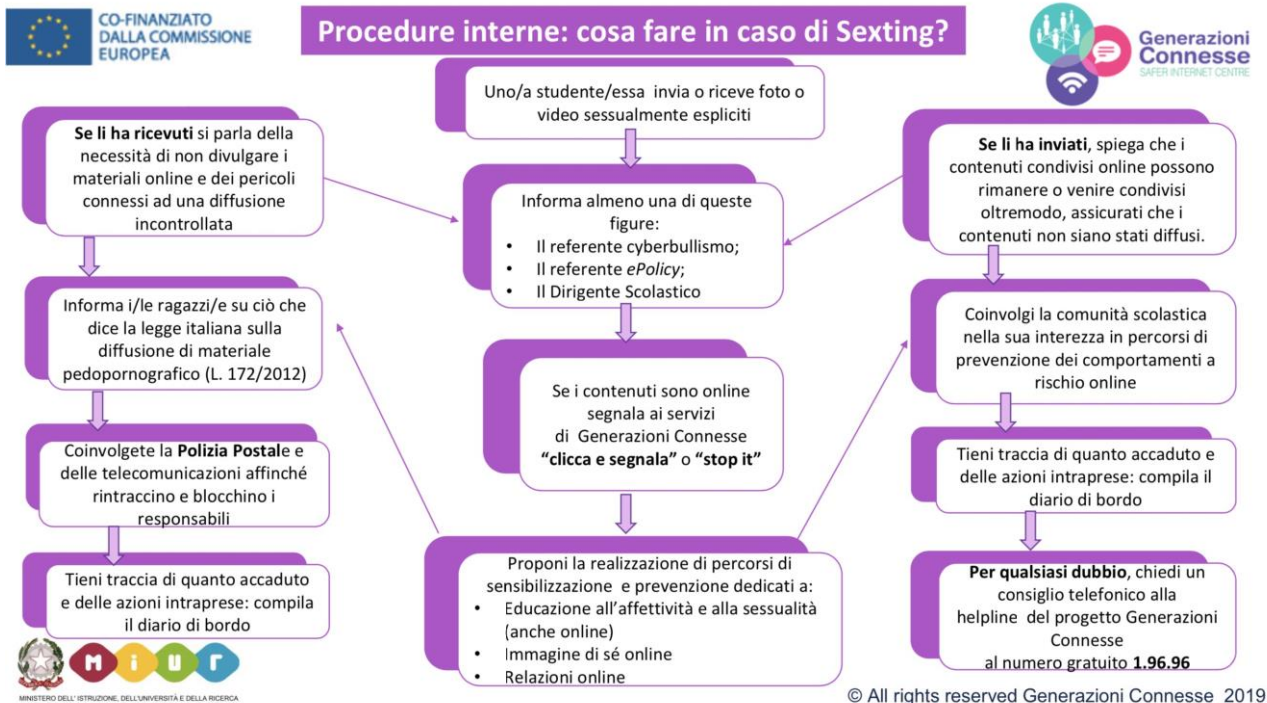 CO-FINANZIATO
DALLA COMMISSIONE
EUROPEA
Procedure interne: cosa fare in caso di Sexting?
Generazioni
Connesse
SAFER INTERNET CENTRE
Uno/a studente/essa invia o riceve foto o
video sessualmente espliciti
Se li ha ricevuti si parla della
necessità di non divulgare i
materiali online e dei pericoli
connessi ad una diffusione
incontrollata
Informa i/le ragazzi/e su ciò che
dice la legge italiana sulla
diffusione di materiale
pedopornografico (L. 172/2012)
Coinvolgete la Polizia Postale e
delle telecomunicazioni affinché
rintraccino e blocchino i
responsabili
Tieni traccia di quanto accaduto
e delle azioni intraprese: compila
il diario di bordo
Informa almeno una di queste
figure:
• Il referente cyberbullismo;
• Il referente ePolicy;
• Il Dirigente Scolastico
Se i contenuti sono online
segnala ai servizi
di Generazioni Connesse
“clicca e segnala” o “stop it”
Proponi la realizzazione di percorsi di
sensibilizzazione e prevenzione dedicati a:
• Educazione all’affettività e alla sessualità
(anche online)
• Immagine di sé online
• Relazioni online
Se li ha inviati, spiega che i
contenuti condivisi online possono
rimanere o venire condivisi
oltremodo, assicurati che i
contenuti non siano stati diffusi.
Coinvolgi la comunità scolastica
nella sua interezza in percorsi di
prevenzione dei comportamenti a
rischio online
Tieni traccia di quanto accaduto e
delle azioni intraprese: compila il
diario di bordo
Per qualsiasi dubbio, chiedi un
consiglio telefonico alla
helpline del progetto Generazioni
Connesse
al numero gratuito 1.96.96
MIUR
MINISTERO DELL' ISTRUZIONE, DELL'UNIVERSITÀ E DELLA RICERCA
© All rights reserved Generazioni Connesse 2019